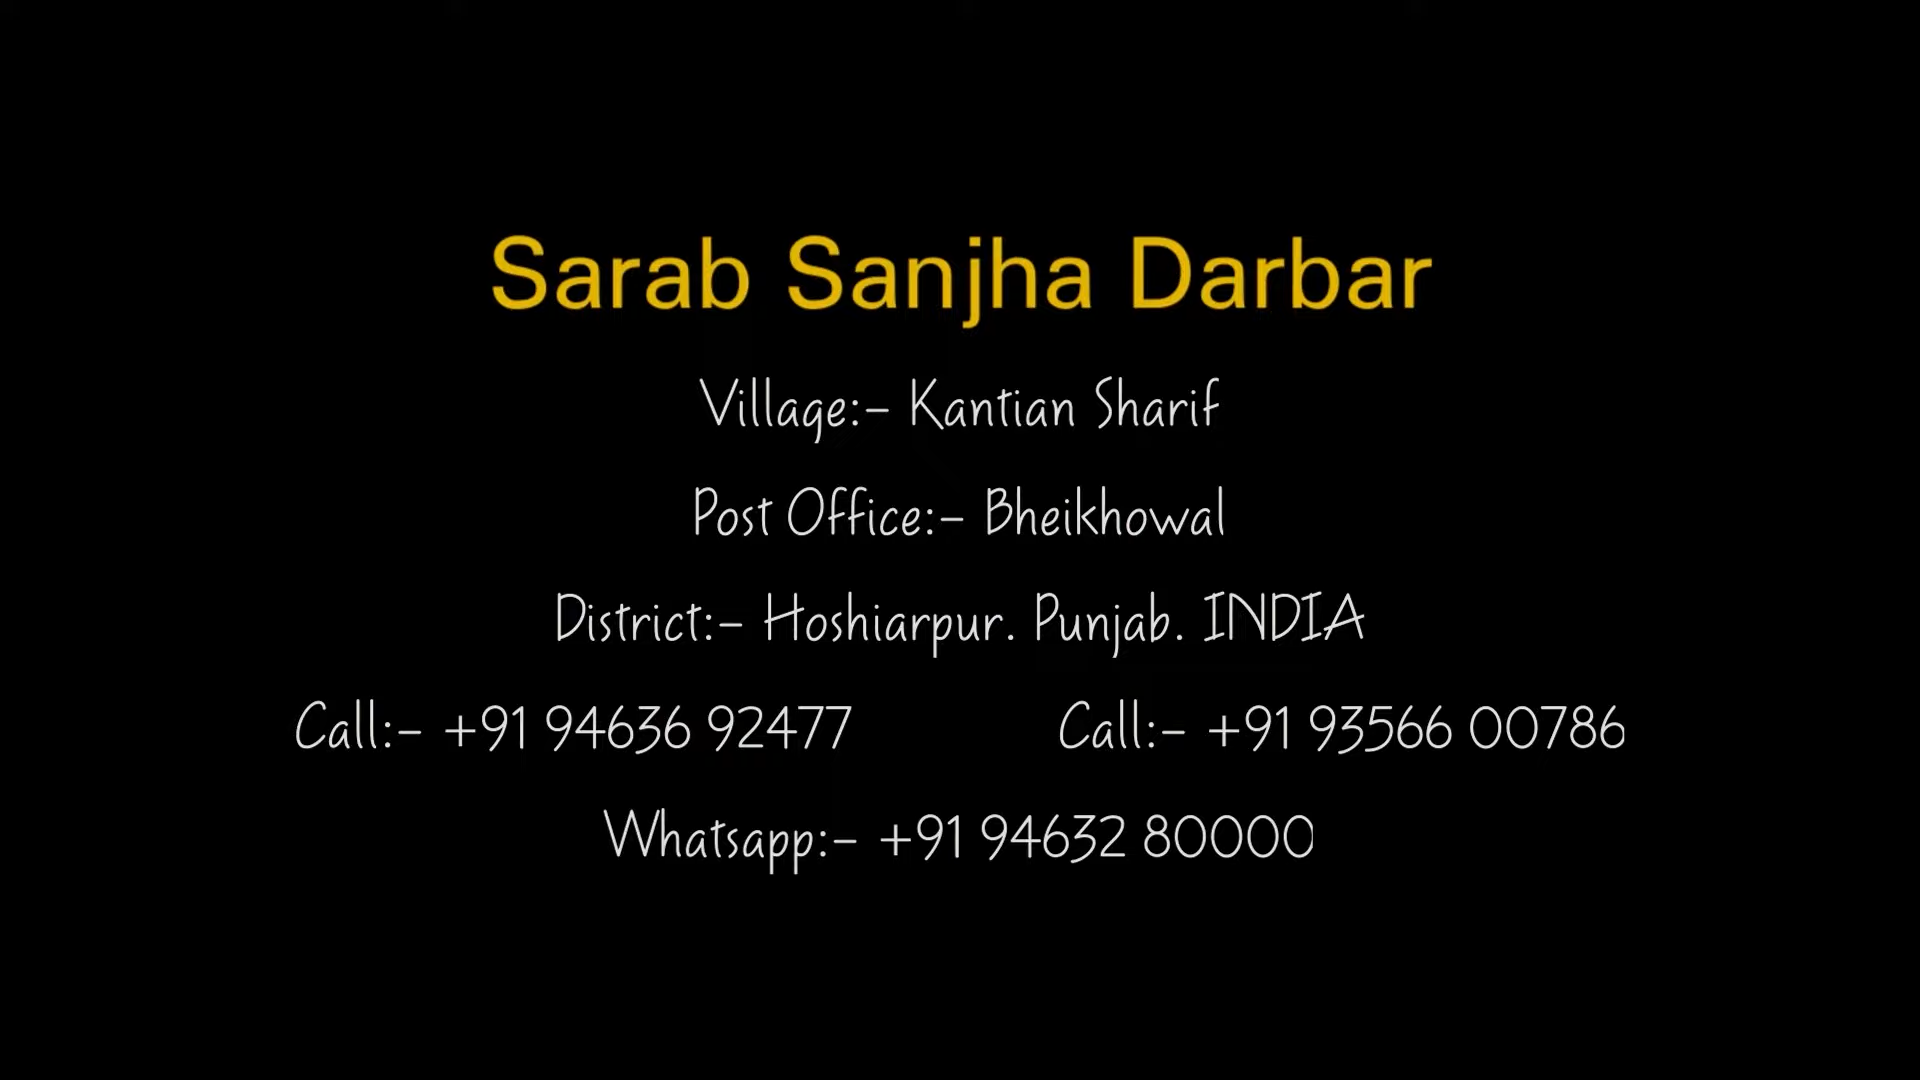 Sarab Sanjha Darbar
Village:- Kantian Sharif
Post Office:- Bheikhowal
District:- Hoshiarpur. Punjab. INDIA
Call:- +91 94636 92477 Call:- +91 93566 00786
Whatsapp:- +91 94632 80000